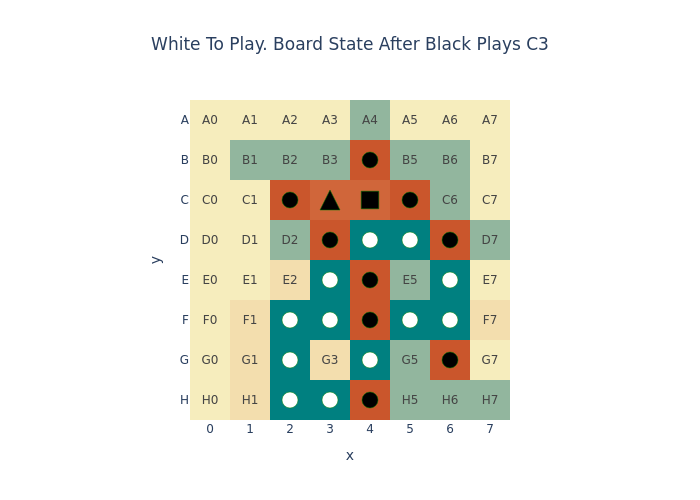 White To Play. Board State After Black Plays C3
A A0 A1 A2 A3 A4 A5 A6 A7
B B0 B1 B2 B3 B5 B6 B7
C C0 C1 C6 C7
D D0 D1 D2 D7
y
E E0 E1 E2 E5 E7
F F0 F1 F7
G G0 G1 G3 G5 G7
H H0 H1 H5 H6 H7
0 1 2 3 4 5 6 7
x